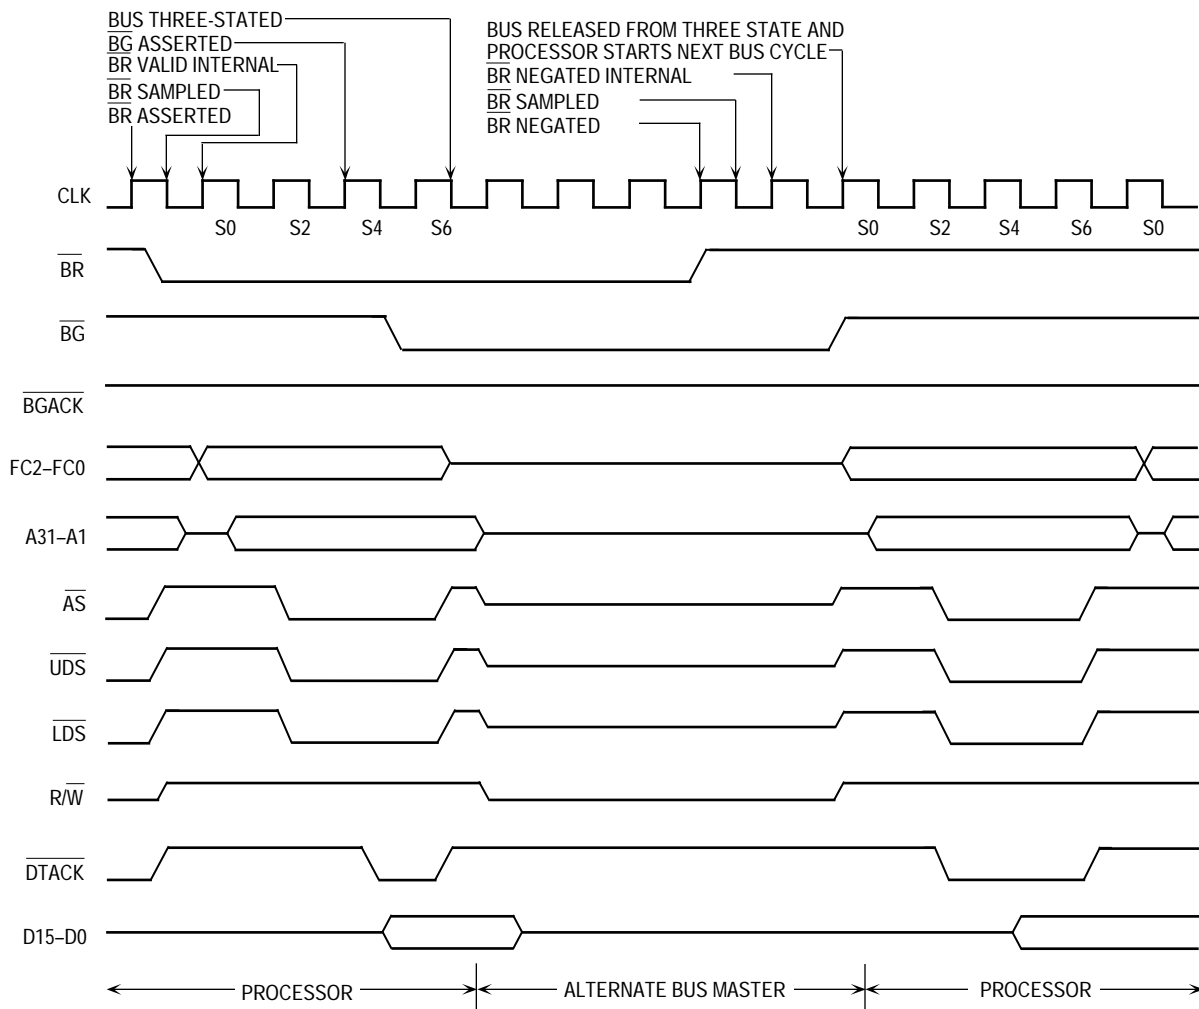 BUS THREE-STATED
BG ASSERTED
BR VALID INTERNAL
BR SAMPLED
BR ASSERTED
BUS RELEASED FROM THREE STATE AND
PROCESSOR STARTS NEXT BUS CYCLE
BR NEGATED INTERNAL
BR SAMPLED
BR NEGATED
CLK
S0 S2 S4 S6 S0 S2 S4 S6 S0
BR
BG
BGACK
FC2–FC0
A31–A1
AS
UDS
LDS
R/W
DTACK
D15–D0
PROCESSOR ALTERNATE BUS MASTER PROCESSOR